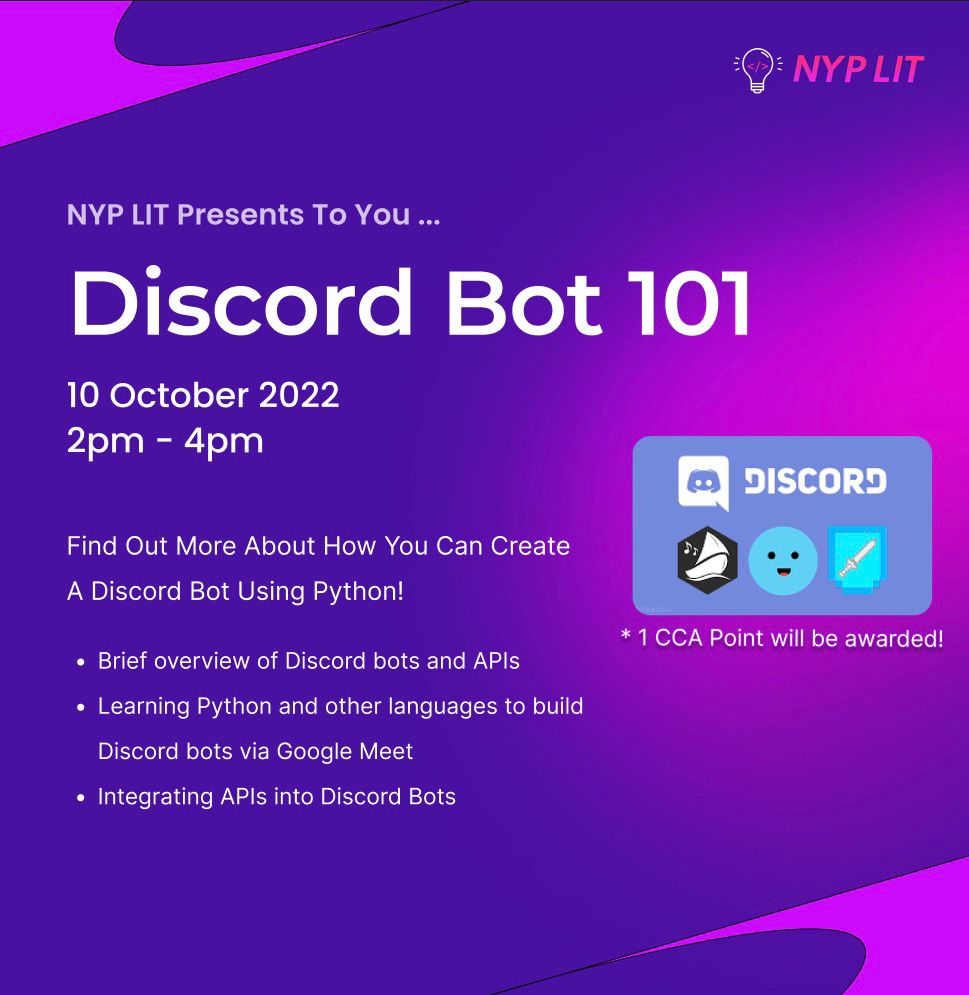 </> NYP LIT
NYP LIT Presents To You ...
Discord Bot 101
10 October 2022
2pm - 4pm
DISCORD
Find Out More About How You Can Create
A Discord Bot Using Python!
* 1 CCA Point will be awarded!
• Brief overview of Discord bots and APIs
• Learning Python and other languages to build
Discord bots via Google Meet
• Integrating APIs into Discord Bots